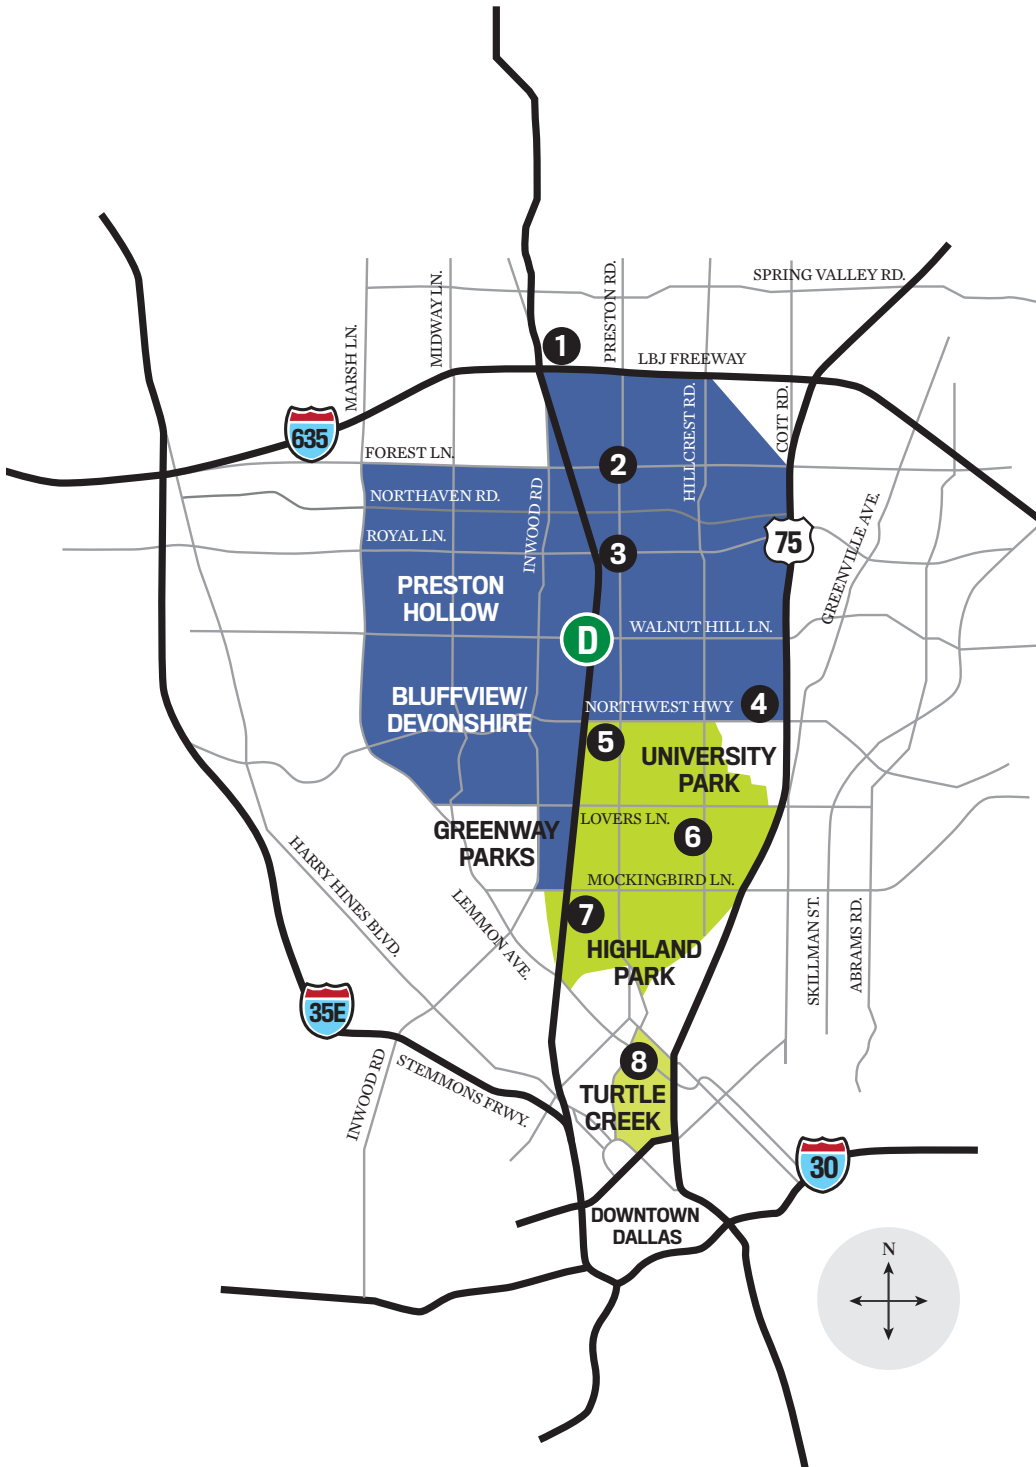 SPRING VALLEY RD.
MARSH LN.
MIDWAY LN.
PRESTON RD.
1
LBJ FREEWAY
635
HILLCREST RD.
COIT RD.
FOREST LN.
2
NORTHAVEN RD.
INWOOD RD
GREENVILLE AVE.
ROYAL LN.
3
75
PRESTON
HOLLOW
D
WALNUT HILL LN.
BLUFFVIEW/
DEVONSHIRE
NORTHWEST HWY
4
5
UNIVERSITY
PARK
LOVERS LN.
6
GREENWAY
PARKS
HARRY HINES BLVD.
LEMMON AVE.
MOCKINGBIRD LN.
7
HIGHLAND
PARK
SKILLMAN ST.
ABRAMS RD.
35E
INWOOD RD
STEMMONS FRWY.
8
TURTLE
CREEK
30
DOWNTOWN
DALLAS
N